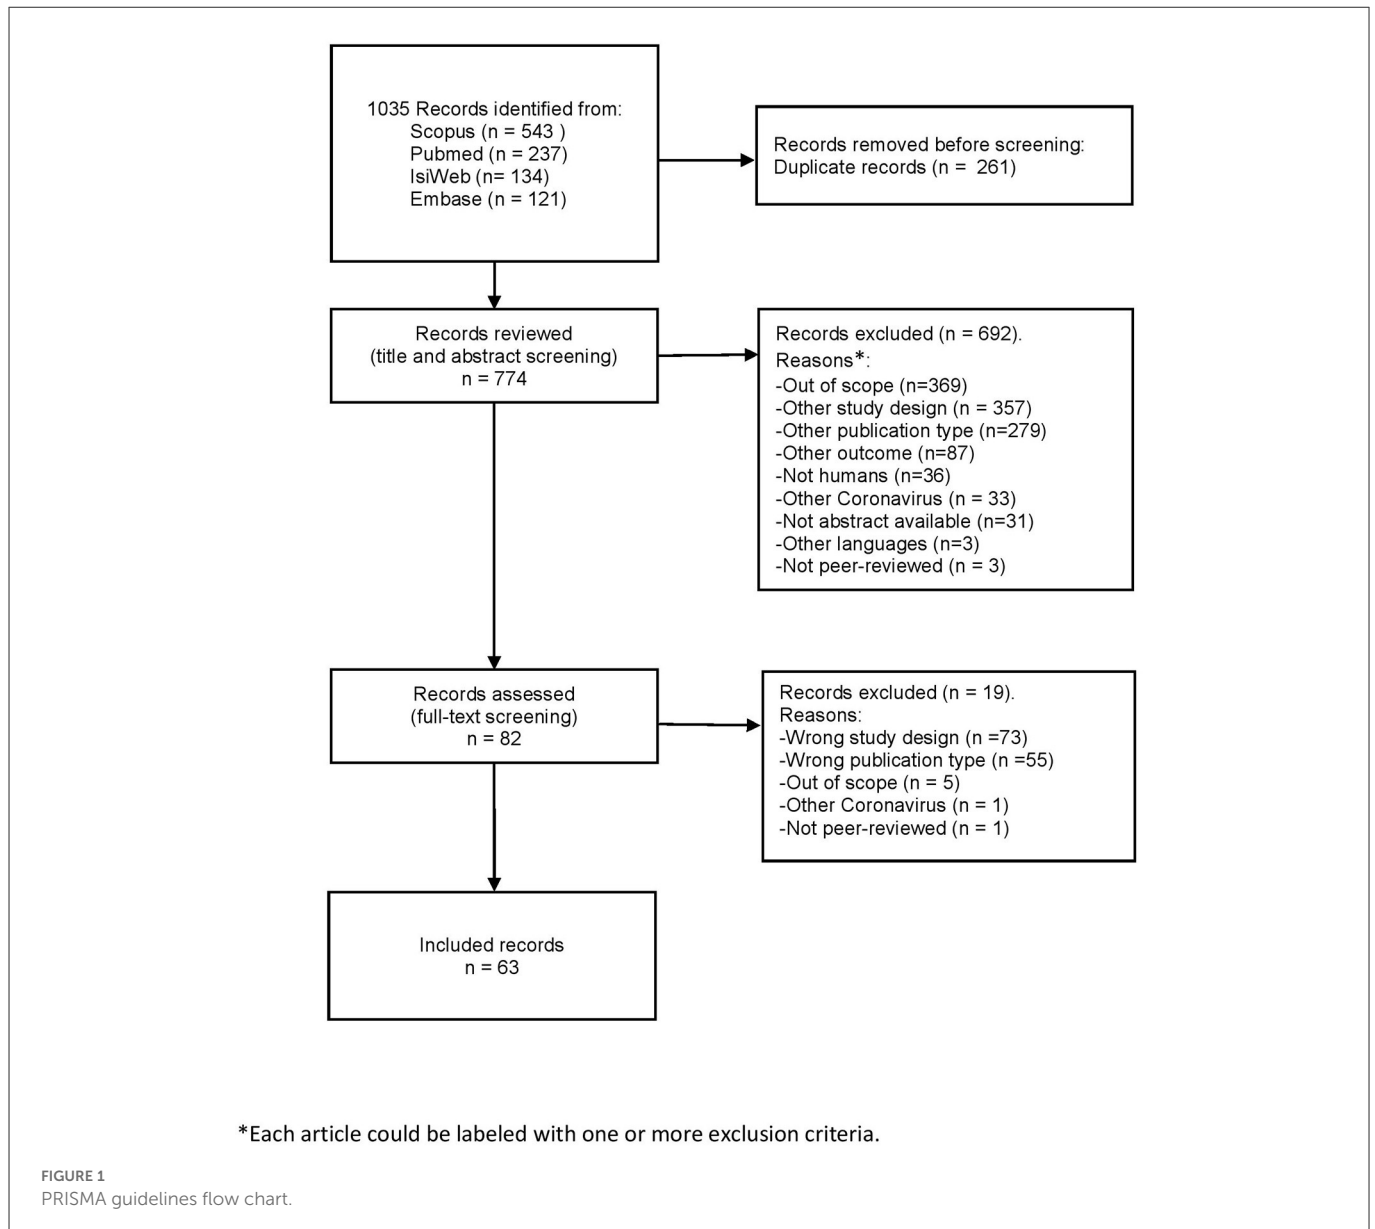 1035 Records identified from:
Scopus (n = 543 )
Pubmed (n = 237)
IsiWeb (n= 134)
Embase (n = 121)
Records removed before screening:
Duplicate records (n =  261)
Records reviewed
(title and abstract screening)
n = 774
Records excluded (n = 692).
Reasons*:
-Out of scope (n=369)
-Other study design (n = 357)
-Other publication type (n=279)
-Other outcome (n=87)
-Not humans (n=36)
-Other Coronavirus (n = 33)
-Not abstract available (n=31)
-Other languages (n=3)
-Not peer-reviewed (n = 3)
Records assessed
(full-text screening)
n = 82
Records excluded (n = 19).
Reasons:
-Wrong study design (n =73)
-Wrong publication type (n =55)
-Out of scope (n = 5)
-Other Coronavirus (n = 1)
-Not peer-reviewed (n = 1)
Included records
n = 63
*Each article could be labeled with one or more exclusion criteria.
FIGURE 1
PRISMA guidelines flow chart.